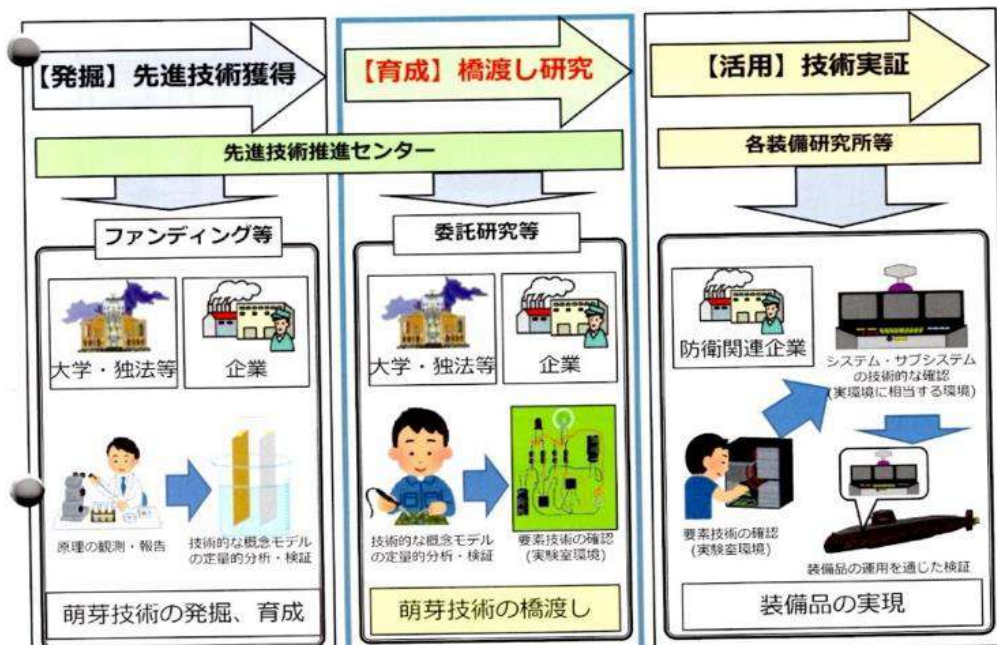 【発掘】先進技術獲得
【育成】橋渡し研究
【活用】技術実証
先進技術推進センター
各装備研究所等
ファンディング等
大学・独法等
企業
原理の観測・報告
技術的な概念モデル
の定量的分析・検証
萌芽技術の発掘、育成
委託研究等
大学・独法等
企業
技術的な概念モデル
の定量的分析・検証
要素技術の確認
(実験室環境)
萌芽技術の橋渡し
防衛関連企業
システム・サブシステム
の技術的な確認
(実環境に相当する環境)
要素技術の確認
(実験室環境)
装備品の運用を通じた検証
装備品の実現